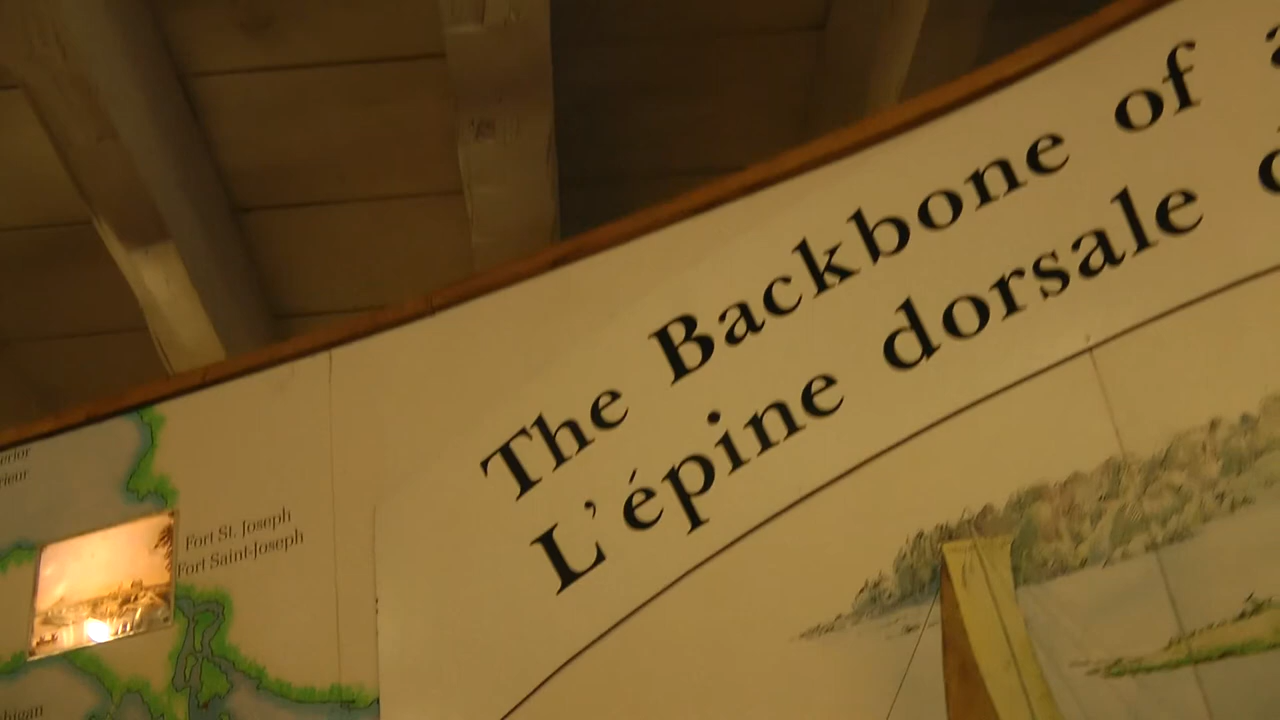 The Backbone of a
L'épine dorsale d
Fort St. Joseph
Fort Saint-Joseph